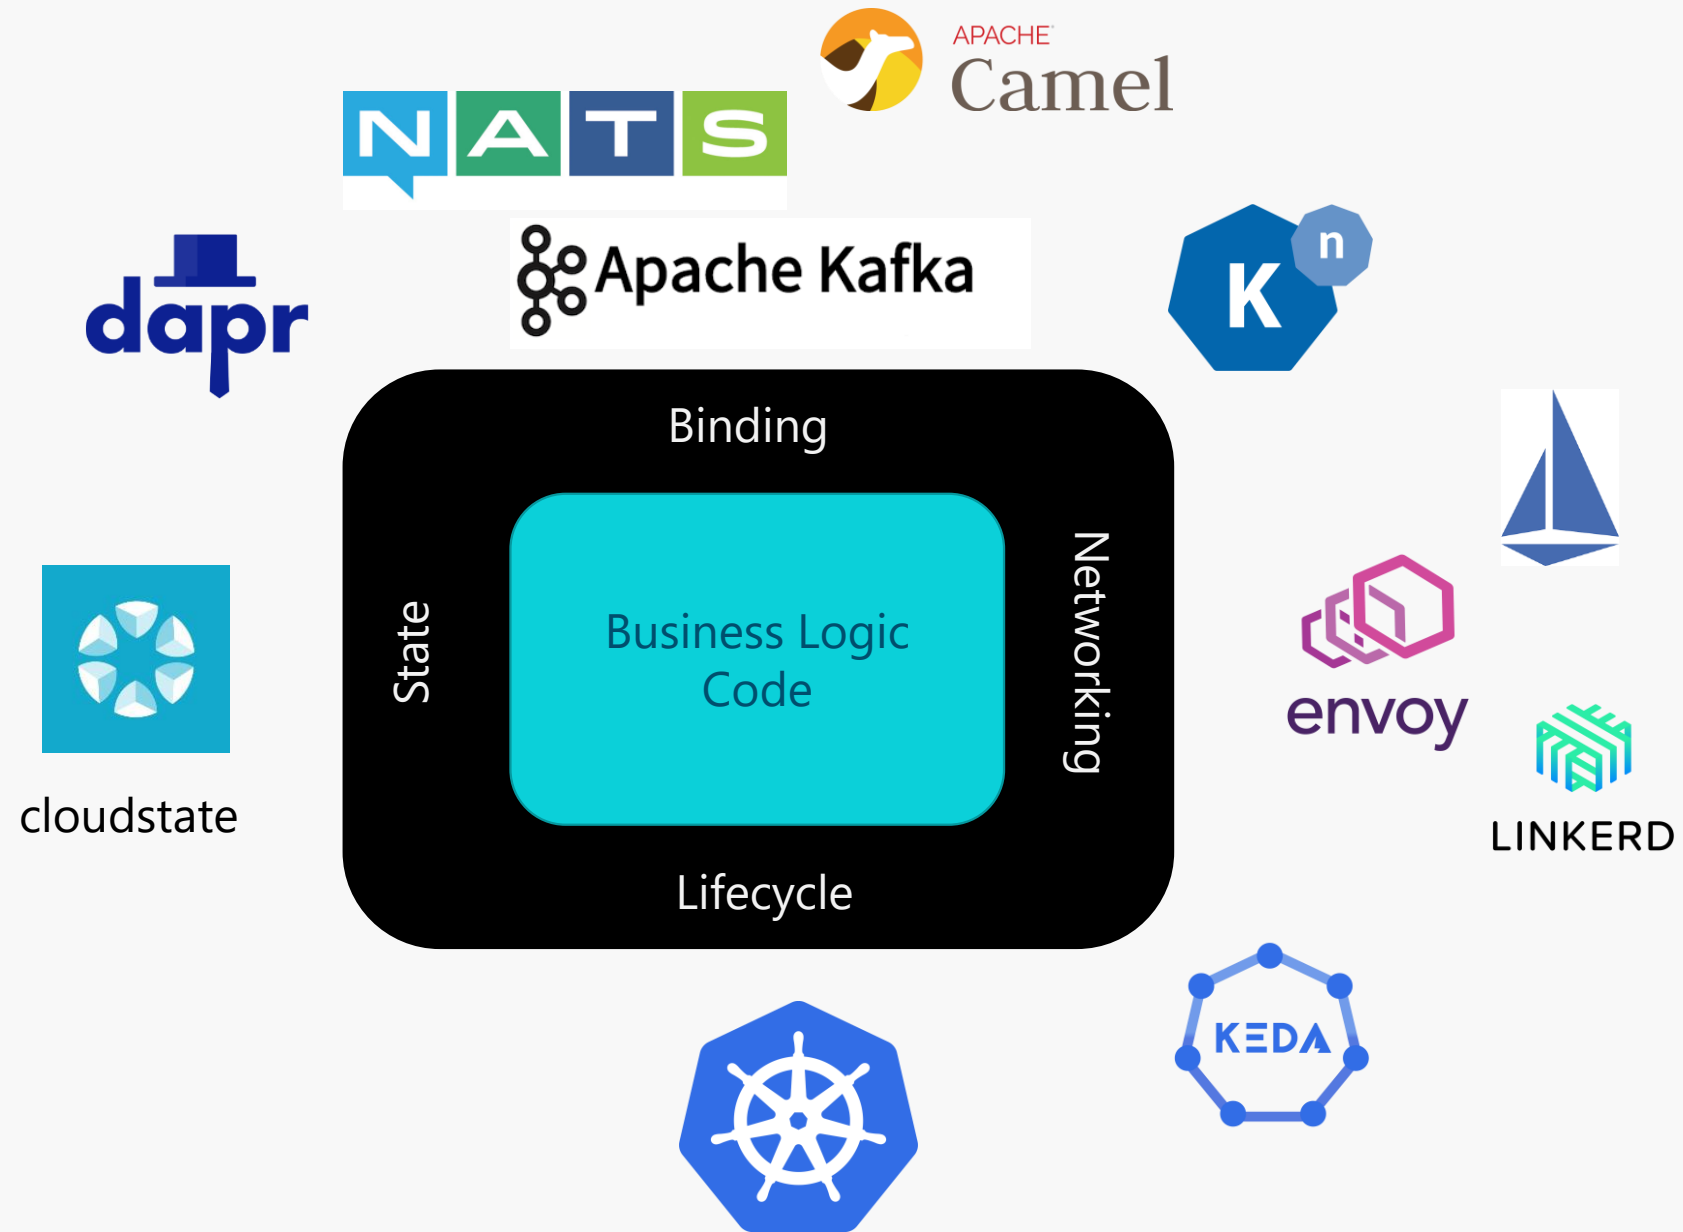 APACHE
Camel
NATS
dapr
Apache Kafka
K
n
Binding
State
Business Logic
Code
Networking
cloudstate
envoy
LINKERD
Lifecycle
KEDA